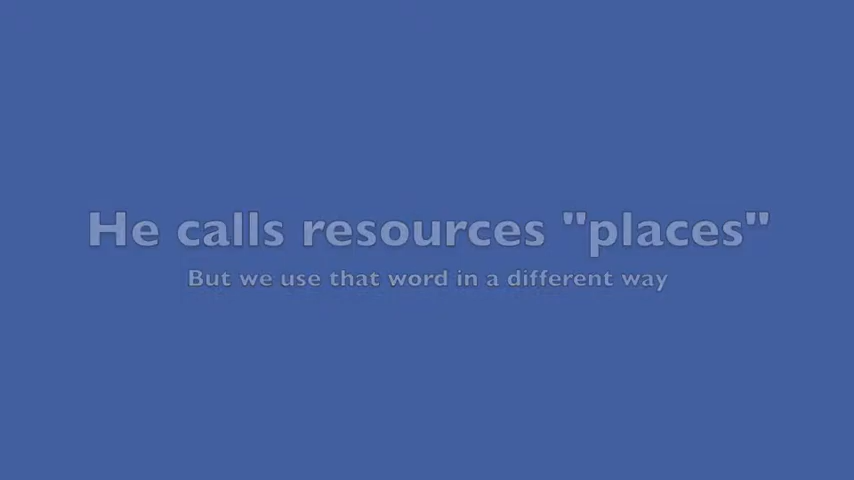 He calls resources "places"
But we use that word in a different way